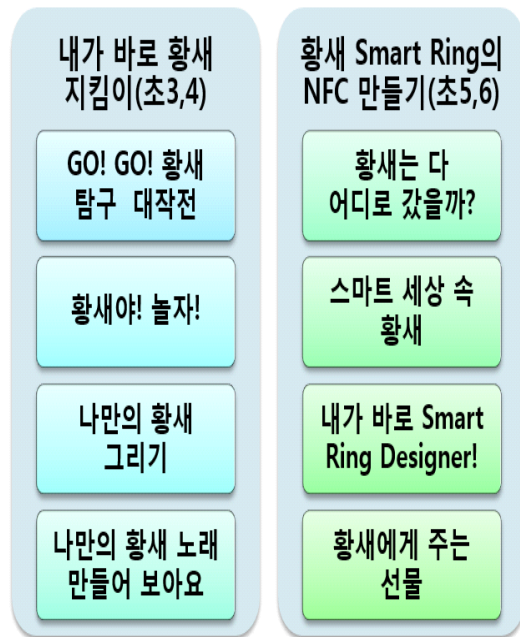 내가 바로 황새
지킴이(초3,4)
GO! GO! 황새
탐구 대작전
황새야! 놀자!
나만의 황새
그리기
나만의 황새 노래
만들어 보아요
황새 Smart Ring의
NFC 만들기(초5,6)
황새는 다
어디로 갔을까?
스마트 세상 속
황새
내가 바로 Smart
Ring Designer!
황새에게 주는
선물